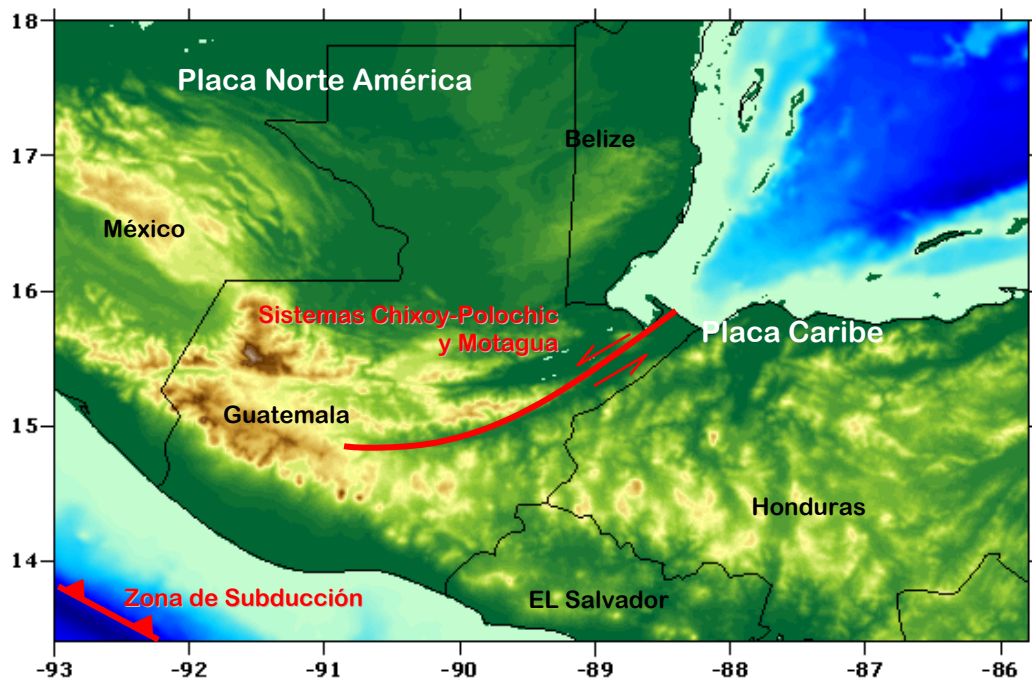 18
Placa Norte América
17
Belize
México
16
Sistemas Chixoy-Polochic
y Motagua
Placa Caribe
15
Guatemala
Honduras
14
Zona de Subducción
EL Salvador
-93 -92 -91 -90 -89 -88 -87 -86